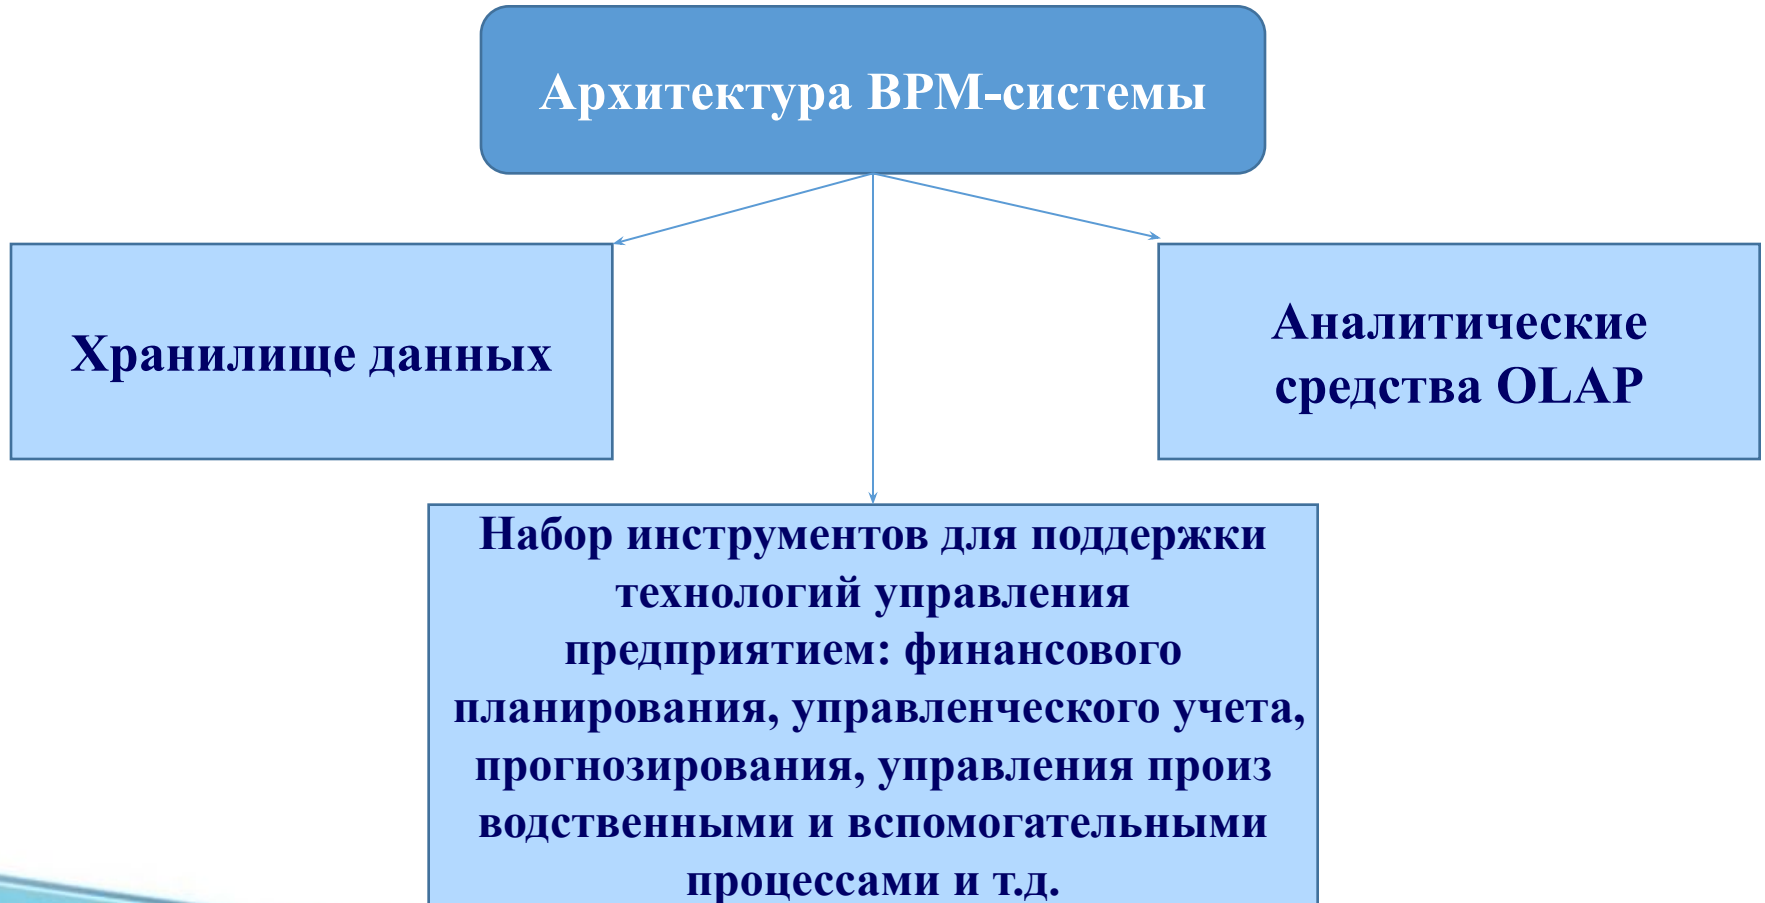 Архитектура BPM-системы
Хранилище данных
Аналитические
средства OLAP
Набор инструментов для поддержки
технологий управления
предприятием: финансового
планирования, управленческого учета,
прогнозирования, управления произ
водственными и вспомогательными
процессами и т.д.